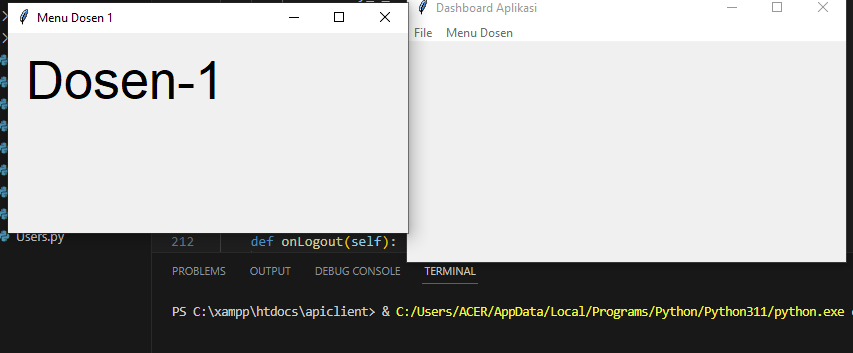 Menu Dosen 1
Dosen-1
Dashboard Aplikasi
File Menu Dosen
Users.py
212 def onLogout(self):
PROBLEMS OUTPUT DEBUG CONSOLE TERMINAL
PS C:\xampp\htdocs\apiclient> & C:/Users/ACER/AppData/Local/Programs/Python/Python311/python.exe